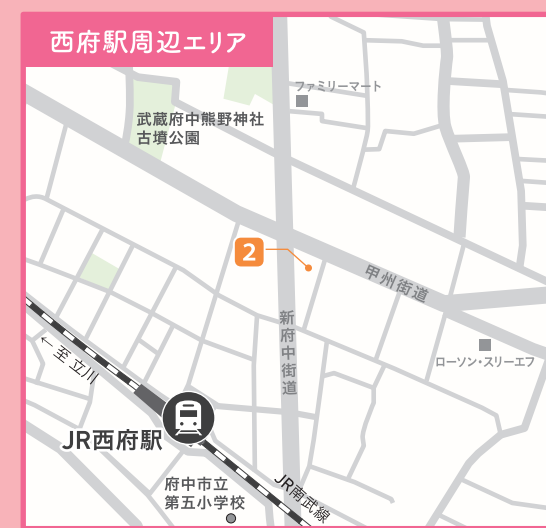 西府駅周辺エリア
ファミリーマート
武蔵府中熊野神社
古墳公園
2
甲州街道
新府中街道
ローソン・スリーエフ
← 至 立川
JR西府駅
府中市立
第五小学校
JR南武線